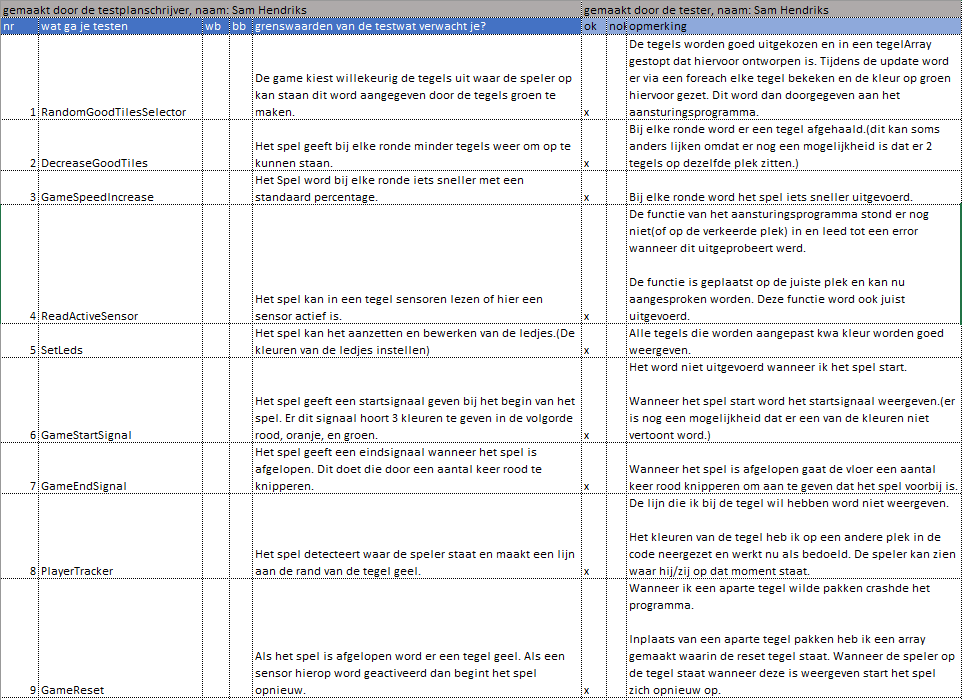 gemaakt door de testplanschrijver, naam: Sam Hendriks
gemaakt door de tester, naam: Sam Hendriks
nr wat ga je testen wb bb grenswaarden van de testwat verwacht je? ok nok opmerking
1 RandomGoodTilesSelector
De game kiest willekeurig de tegels uit waar de speler op
kan staan dit word aangegeven door de tegels groen te
maken.
x
De tegels worden goed uitgekozen en in een tegelArray
gestopt dat hiervoor ontworpen is. Tijdens de update word
er via een foreach elke tegel bekeken en de kleur op groen
hiervoor gezet. Dit word dan doorgegeven aan het
aansturingsprogramma.
2 DecreaseGoodTiles
Het spel geeft bij elke ronde minder tegels weer om op te
kunnen staan.
x
Bij elke ronde word er een tegel afgehaald.(dit kan soms
anders lijken omdat er nog een mogelijkheid is dat er 2
tegels op dezelfde plek zitten.)
3 GameSpeedIncrease
Het Spel word bij elke ronde iets sneller met een
standaard percentage.
x
Bij elke ronde word het spel iets sneller uitgevoerd.
4 ReadActiveSensor
Het spel kan in een tegel sensoren lezen of hier een
sensor actief is.
x
De functie van het aansturingsprogramma stond er nog
niet(of op de verkeerde plek) in en leed tot een error
wanneer dit uitgeprobeert werd.
De functie is geplaatst op de juiste plek en kan nu
aangesproken worden. Deze functie word ook juist
uitgevoerd.
5 SetLeds
Het spel kan het aanzetten en bewerken van de ledjes.(De
kleuren van de ledjes instellen)
x
Alle tegels die worden aangepast kwa kleur worden goed
weergeven.
6 GameStartSignal
Het spel geeft een startsignaal geven bij het begin van het
spel. Er dit signaal hoort 3 kleuren te geven in de volgorde
rood, oranje, en groen.
x
Het word niet uitgevoerd wanneer ik het spel start.
Wanneer het spel start word het startsignaal weergeven.(er
is nog een mogelijkheid dat er een van de kleuren niet
vertoont word.)
7 GameEndSignal
Het spel geeft een eindsignaal wanneer het spel is
afgelopen. Dit doet die door een aantal keer rood te
knipperen.
x
Wanneer het spel is afgelopen gaat de vloer een aantal
keer rood knipperen om aan te geven dat het spel voorbij is.
8 PlayerTracker
Het spel detecteert waar de speler staat en maakt een lijn
aan de rand van de tegel geel.
x
De lijn die ik bij de tegel wil hebben word niet weergeven.
Het kleuren van de tegel heb ik op een andere plek in de
code neergezet en werkt nu als bedoeld. De speler kan zien
waar hij/zij op dat moment staat.
9 GameReset
Als het spel is afgelopen word er een tegel geel. Als een
sensor hierop word geactiveerd dan begint het spel
opnieuw.
x
Wanneer ik een aparte tegel wilde pakken crashde het
programma.
Inplaats van een aparte tegel pakken heb ik een array
gemaakt waarin de reset tegel staat. Wanneer de speler op
de tegel staat wanneer deze is weergeven start het spel
zich opnieuw op.